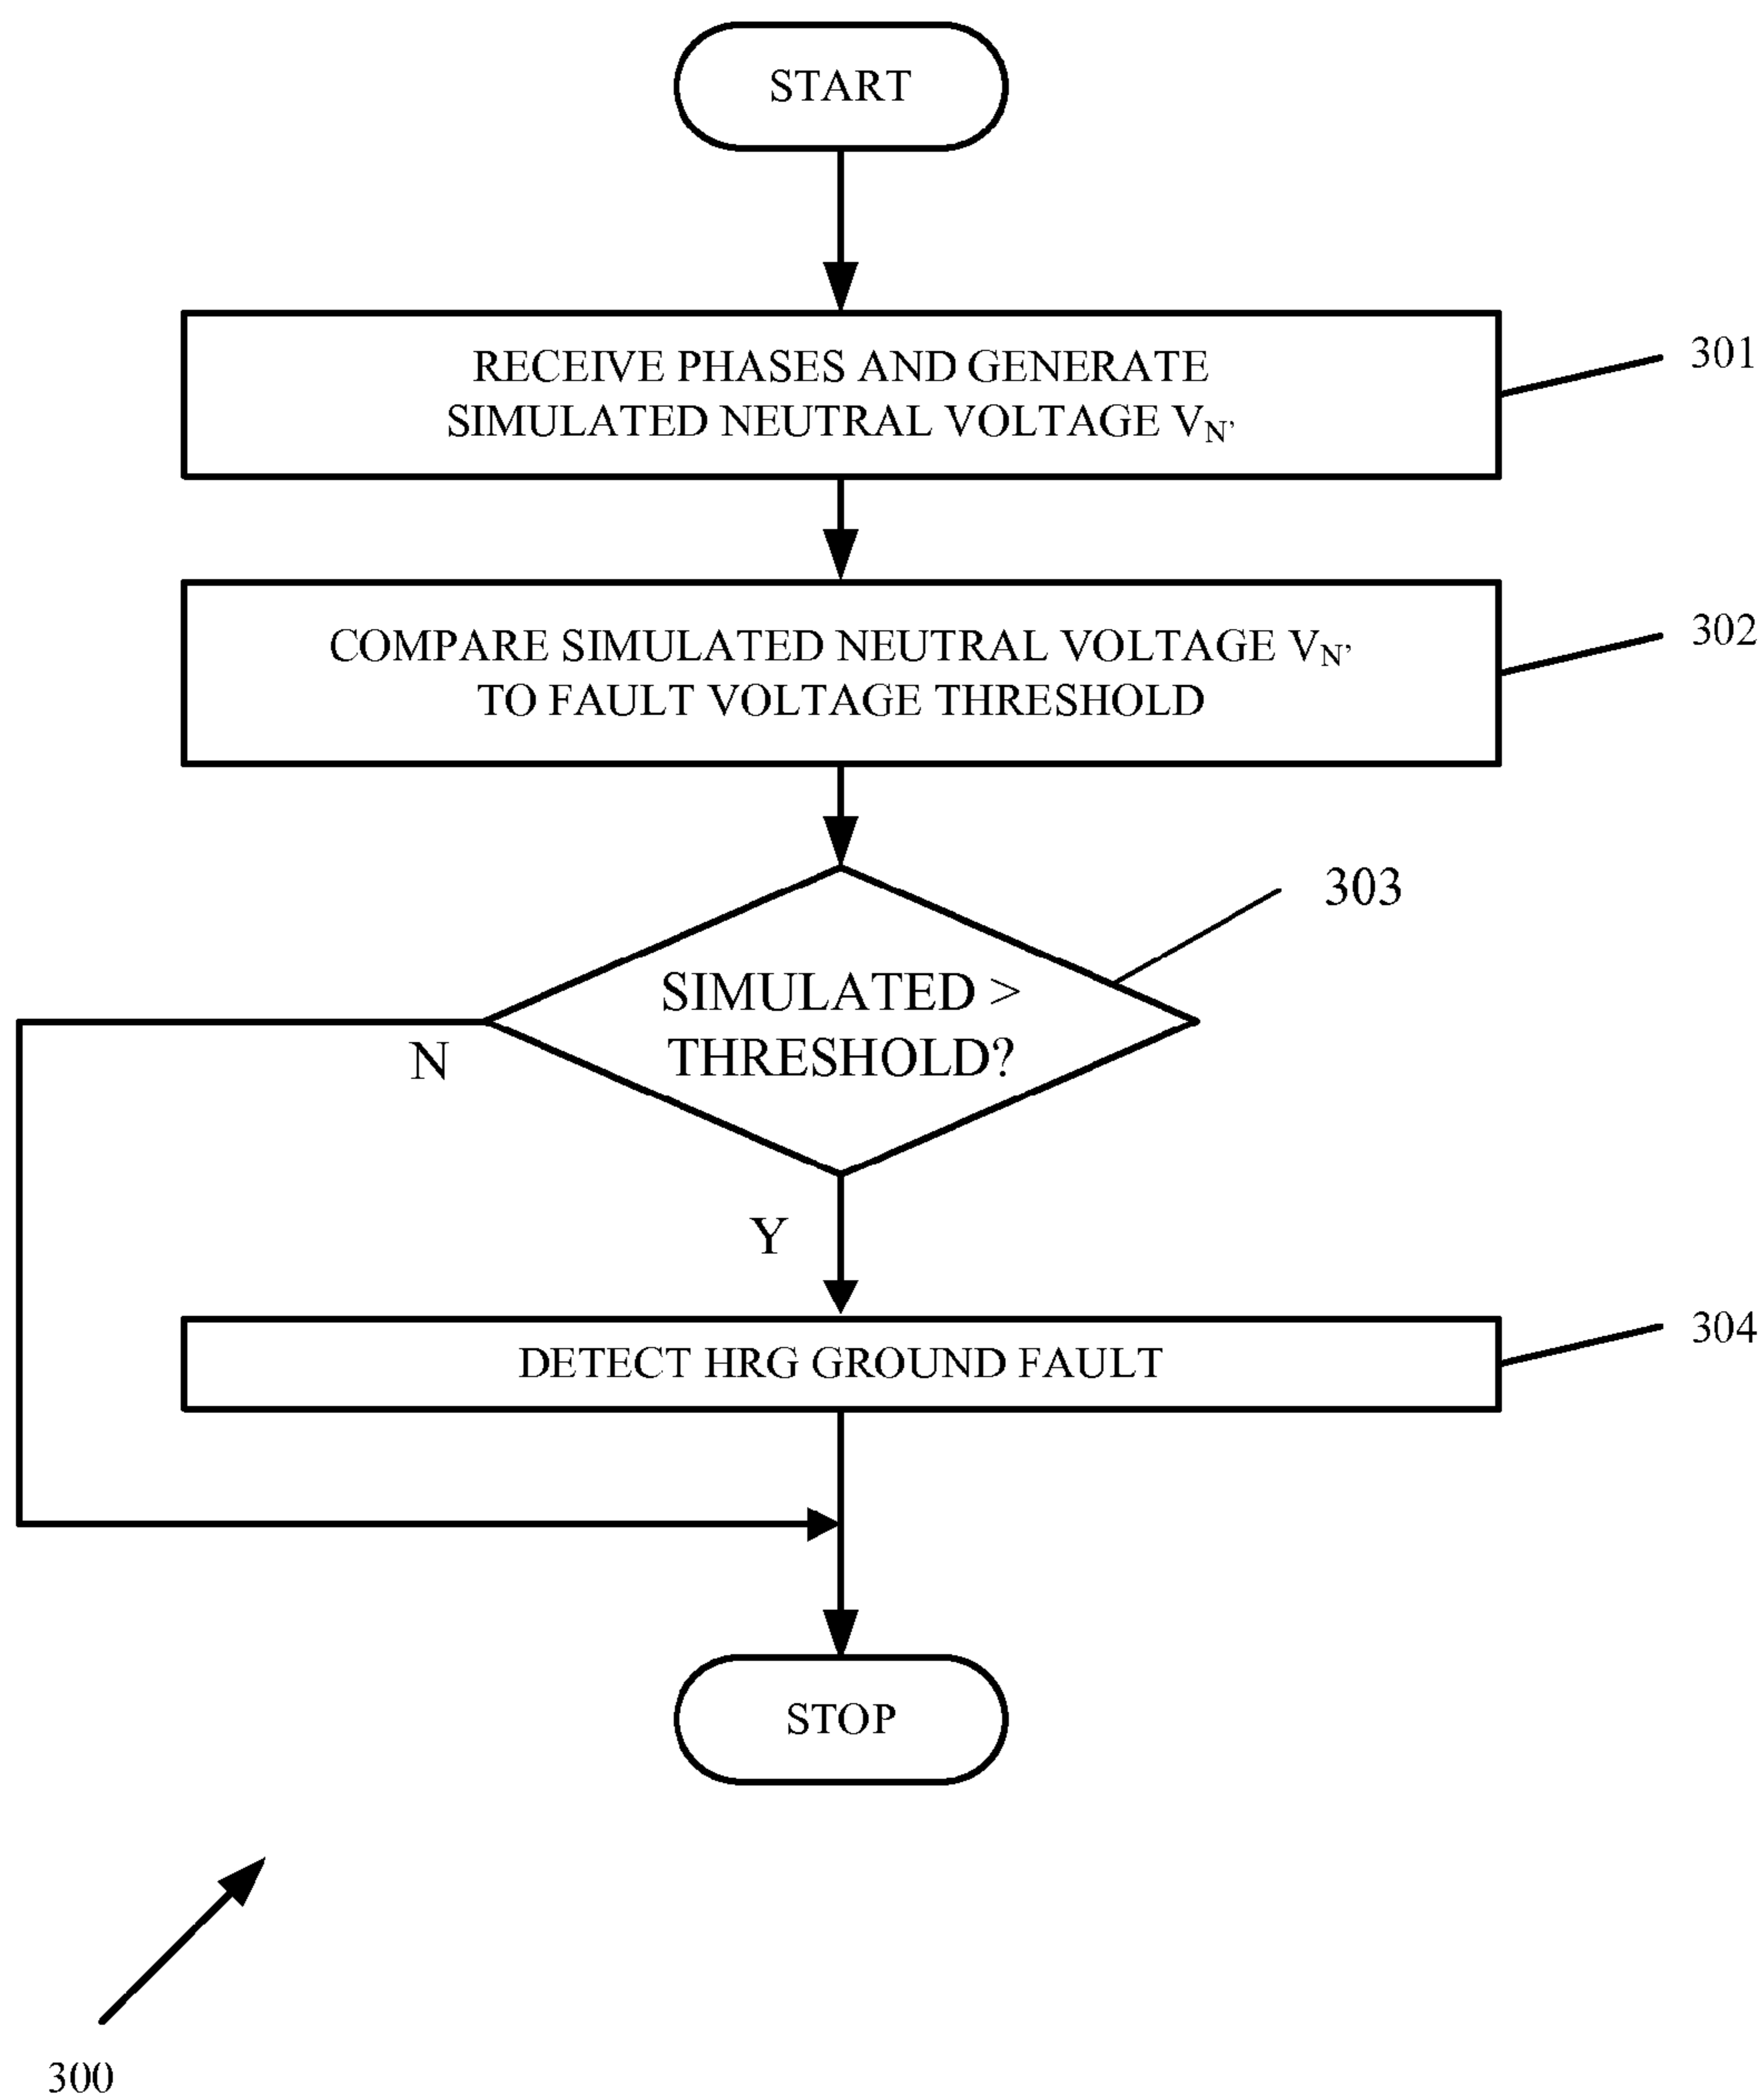 START
RECEIVE PHASES AND GENERATE
SIMULATED NEUTRAL VOLTAGE VN’
301
COMPARE SIMULATED NEUTRAL VOLTAGE VN’
TO FAULT VOLTAGE THRESHOLD
302
303
SIMULATED >
THRESHOLD?
N
Y
DETECT HRG GROUND FAULT
304
STOP
300